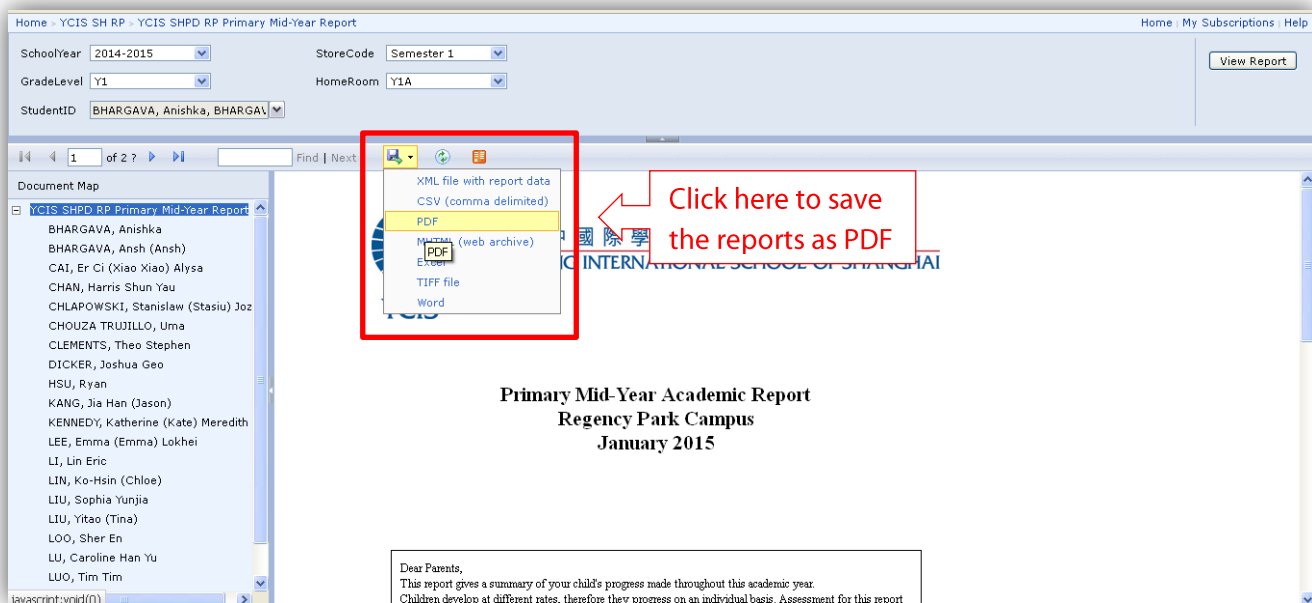 Home > YCIS SH RP > YCIS SHPD RP Primary Mid-Year Report
Home | My Subscriptions | Help
SchoolYear 2014-2015 StoreCode Semester 1
View Report
GradeLevel Y1 HomeRoom Y1A
StudentID BHARGAVA, Anishka, BHARGAV
1 of 2 ? Find | Next
Document Map
YCIS SHPD RP Primary Mid-Year Report
BHARGAVA, Anishka
BHARGAVA, Ansh (Ansh)
CAI, Er Ci (Xiao Xiao) Alysa
CHAN, Harris Shun Yau
CHLAPOWSKI, Stanislaw (Stasiu) Joz
CHOUZA TRUJILLO, Uma
CLEMENTS, Theo Stephen
DICKER, Joshua Geo
HSU, Ryan
KANG, Jia Han (Jason)
KENNEDY, Katherine (Kate) Meredith
LEE, Emma (Emma) Lokhei
LI, Lin Eric
LIN, Ko-Hsin (Chloe)
LIU, Sophia Yunjia
LIU, Yitao (Tina)
LOO, Sher En
LU, Caroline Han Yu
LUO, Tim Tim
javascript:void(0)
XML file with report data
CSV (comma delimited)
PDF
MHTML (web archive)
PDF
Excel
TIFF file
Word
Click here to save
the reports as PDF
國際學
INTERNATIONAL SCHOOL OF SHANGHAI
YCIS
Primary Mid-Year Academic Report
Regency Park Campus
January 2015
Dear Parents,
This report gives a summary of your child's progress made throughout this academic year.
Children develop at different rates, therefore they progress on an individual basis. Assessment for this report